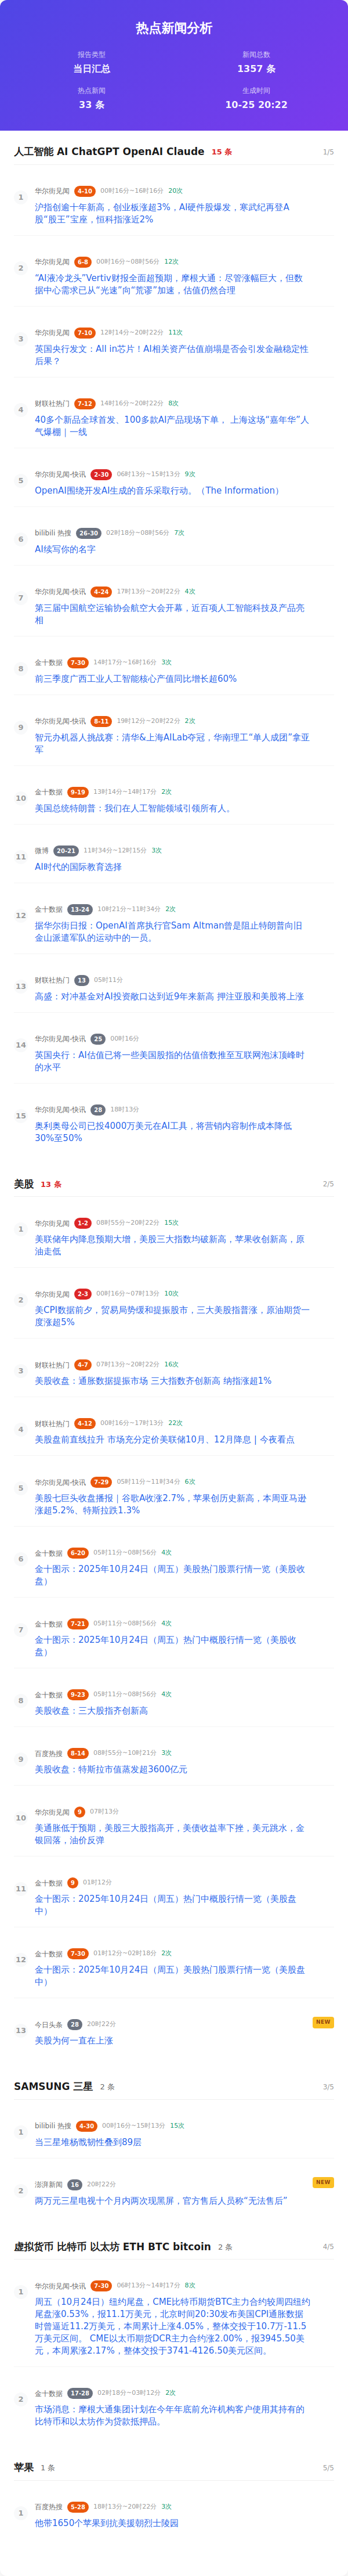 热点新闻分析
报告类型
新闻总数
当日汇总
1357 条
热点新闻
生成时间
33 条
10-25 20:22
人工智能 AI ChatGPT OpenAI Claude 15 条 1/5
1
华尔街见闻 4-10 00时16分~16时16分 20次
沪指创逾十年新高，创业板涨超3%，AI硬件股爆发，寒武纪再登A
股“股王”宝座，恒科指涨近2%
2
华尔街见闻 6-8 00时16分~08时56分 12次
“AI液冷龙头”Vertiv财报全面超预期，摩根大通：尽管涨幅巨大，但数
据中心需求已从“光速”向“荒谬”加速，估值仍然合理
3
华尔街见闻 7-10 12时14分~20时22分 11次
英国央行发文：All in芯片！AI相关资产估值崩塌是否会引发金融稳定性
后果？
4
财联社热门 7-12 14时16分~20时22分 8次
40多个新品全球首发、100多款AI产品现场下单， 上海这场“嘉年华”人
气爆棚｜一线
5
华尔街见闻-快讯 2-30 06时13分~15时13分 9次
OpenAI围绕开发AI生成的音乐采取行动。（The Information）
6
bilibili 热搜 26-30 02时18分~08时56分 7次
AI续写你的名字
7
华尔街见闻-快讯 4-24 17时13分~20时22分 4次
第三届中国航空运输协会航空大会开幕，近百项人工智能科技及产品亮
相
8
金十数据 7-30 14时17分~16时16分 3次
前三季度广西工业人工智能核心产值同比增长超60%
9
华尔街见闻-快讯 8-11 19时12分~20时22分 2次
智元办机器人挑战赛：清华&上海AILab夺冠，华南理工“单人成团”拿亚
军
10
金十数据 9-19 13时14分~14时17分 2次
美国总统特朗普：我们在人工智能领域引领所有人。
11
微博 20-21 11时34分~12时15分 3次
AI时代的国际教育选择
12
金十数据 13-24 10时21分~11时34分 2次
据华尔街日报：OpenAI首席执行官Sam Altman曾是阻止特朗普向旧
金山派遣军队的运动中的一员。
13
财联社热门 13 05时11分
高盛：对冲基金对AI投资敞口达到近9年来新高 押注亚股和美股将上涨
14
华尔街见闻-快讯 25 00时16分
英国央行：AI估值已将一些美国股指的估值倍数推至互联网泡沫顶峰时
的水平
15
华尔街见闻-快讯 28 18时13分
奥利奥母公司已投4000万美元在AI工具，将营销内容制作成本降低
30%至50%
美股 13 条 2/5
1
华尔街见闻 1-2 08时55分~20时22分 15次
美联储年内降息预期大增，美股三大指数均破新高，苹果收创新高，原
油走低
2
华尔街见闻 2-3 00时16分~07时13分 10次
美CPI数据前夕，贸易局势缓和提振股市，三大美股指普涨，原油期货一
度涨超5%
3
财联社热门 4-7 07时13分~20时22分 16次
美股收盘：通胀数据提振市场 三大指数齐创新高 纳指涨超1%
4
财联社热门 4-12 00时16分~17时13分 22次
美股盘前直线拉升 市场充分定价美联储10月、12月降息 | 今夜看点
5
华尔街见闻-快讯 7-29 05时11分~11时34分 6次
美股七巨头收盘播报｜谷歌A收涨2.7%，苹果创历史新高，本周亚马逊
涨超5.2%、特斯拉跌1.3%
6
金十数据 6-20 05时11分~08时56分 4次
金十图示：2025年10月24日（周五）美股热门股票行情一览（美股收
盘）
7
金十数据 7-21 05时11分~08时56分 4次
金十图示：2025年10月24日（周五）热门中概股行情一览（美股收
盘）
8
金十数据 9-23 05时11分~08时56分 4次
美股收盘：三大股指齐创新高
9
百度热搜 8-14 08时55分~10时21分 3次
美股收盘：特斯拉市值蒸发超3600亿元
10
华尔街见闻 9 07时13分
美通胀低于预期，美股三大股指高开，美债收益率下挫，美元跳水，金
银回落，油价反弹
11
金十数据 9 01时12分
金十图示：2025年10月24日（周五）热门中概股行情一览（美股盘
中）
12
金十数据 7-30 01时12分~02时18分 2次
金十图示：2025年10月24日（周五）美股热门股票行情一览（美股盘
中）
13
今日头条 28 20时22分 NEW
美股为何一直在上涨
SAMSUNG 三星 2 条 3/5
1
bilibili 热搜 4-30 00时16分~15时13分 15次
当三星堆杨戬韧性叠到89层
2
澎湃新闻 16 20时22分 NEW
两万元三星电视十个月内两次现黑屏，官方售后人员称“无法售后”
虚拟货币 比特币 以太坊 ETH BTC bitcoin 2 条 4/5
1
华尔街见闻-快讯 7-30 06时13分~14时17分 8次
周五（10月24日）纽约尾盘，CME比特币期货BTC主力合约较周四纽约
尾盘涨0.53%，报11.1万美元，北京时间20:30发布美国CPI通胀数据
时曾逼近11.2万美元，本周累计上涨4.05%，整体交投于10.7万-11.5
万美元区间。 CME以太币期货DCR主力合约涨2.00%，报3945.50美
元，本周累涨2.17%，整体交投于3741-4126.50美元区间。
2
金十数据 17-28 02时18分~03时12分 2次
市场消息：摩根大通集团计划在今年年底前允许机构客户使用其持有的
比特币和以太坊作为贷款抵押品。
苹果 1 条 5/5
1
百度热搜 5-28 18时13分~20时22分 3次
他带1650个苹果到抗美援朝烈士陵园